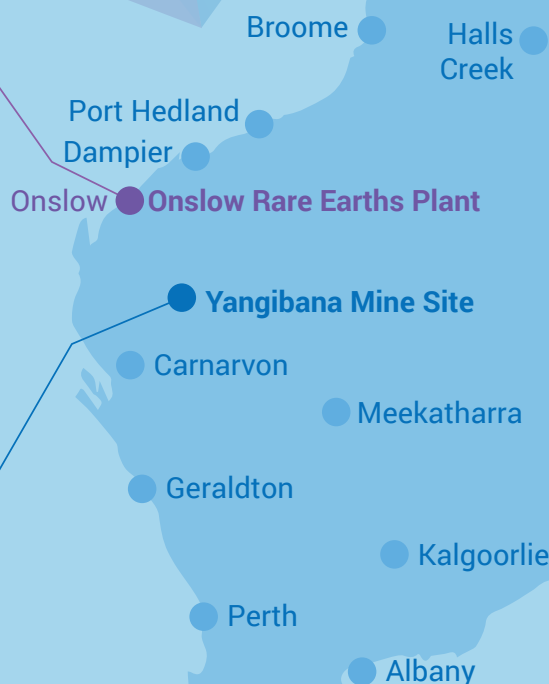 Broome
Halls
Creek
Port Hedland
Dampier
Onslow
Onslow Rare Earths Plant
Yangibana Mine Site
Carnarvon
Meekatharra
Geraldton
Kalgoorlie
Perth
Albany